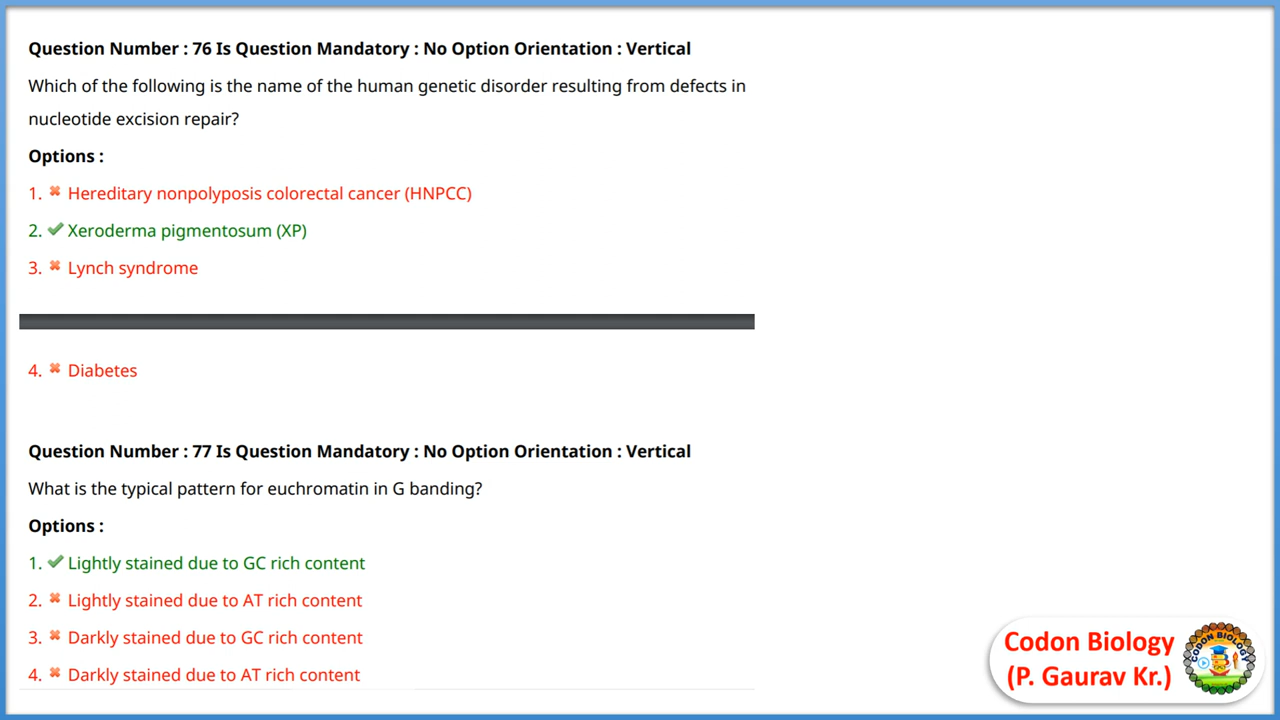 Question Number : 76 Is Question Mandatory : No Option Orientation : Vertical
Which of the following is the name of the human genetic disorder resulting from defects in
nucleotide excision repair?
Options :
1. ✖ Hereditary nonpolyposis colorectal cancer (HNPCC)
2. ✔ Xeroderma pigmentosum (XP)
3. ✖ Lynch syndrome
4. ✖ Diabetes
Question Number : 77 Is Question Mandatory : No Option Orientation : Vertical
What is the typical pattern for euchromatin in G banding?
Options :
1. ✔ Lightly stained due to GC rich content
2. ✖ Lightly stained due to AT rich content
3. ✖ Darkly stained due to GC rich content
4. ✖ Darkly stained due to AT rich content
Codon Biology
(P. Gaurav Kr.)
CODON BIOLOGY